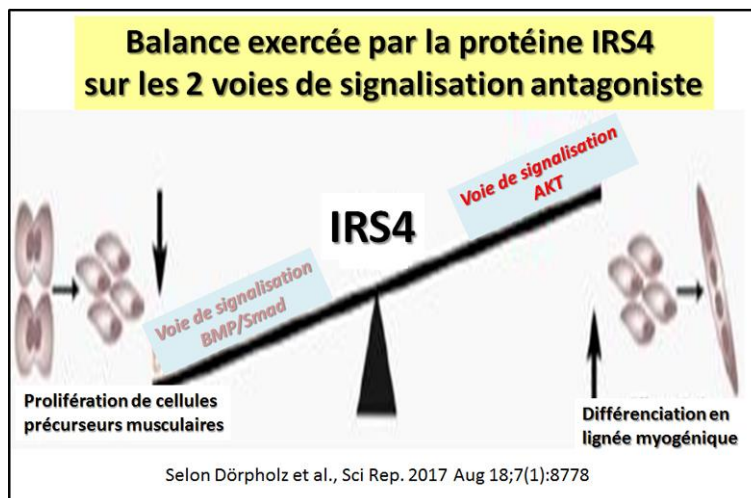 Balance exercée par la protéine IRS4
sur les 2 voies de signalisation antagoniste
Voie de signalisation
AKT
IRS4
Voie de signalisation
BMP/Smad
Prolifération de cellules
précurseurs musculaires
Différenciation en
lignée myogénique
Selon Dörpholz et al., Sci Rep. 2017 Aug 18;7(1):8778